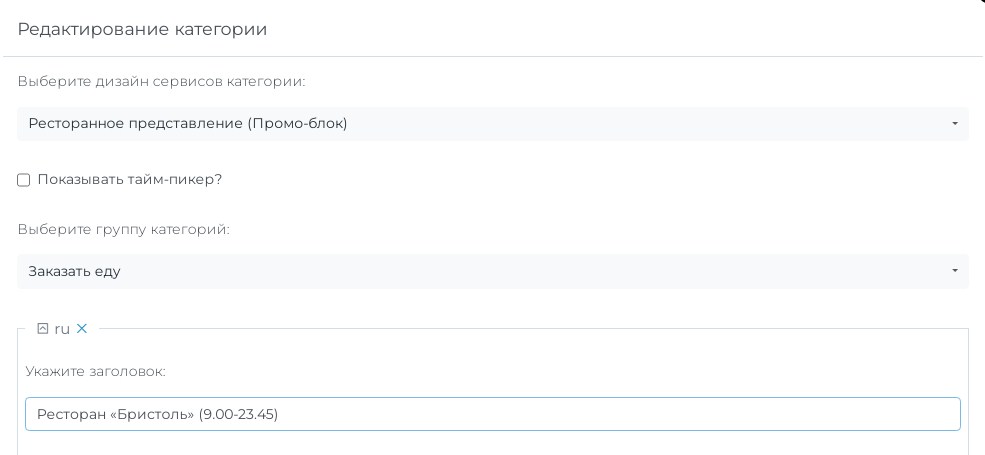 Редактирование категории
Выберите дизайн сервисов категории:
Ресторанное представление (Промо-блок)
Показывать тайм-пикер?
Выберите группу категорий:
Заказать еду
ru
Укажите заголовок:
Ресторан «Бристоль» (9.00-23.45)